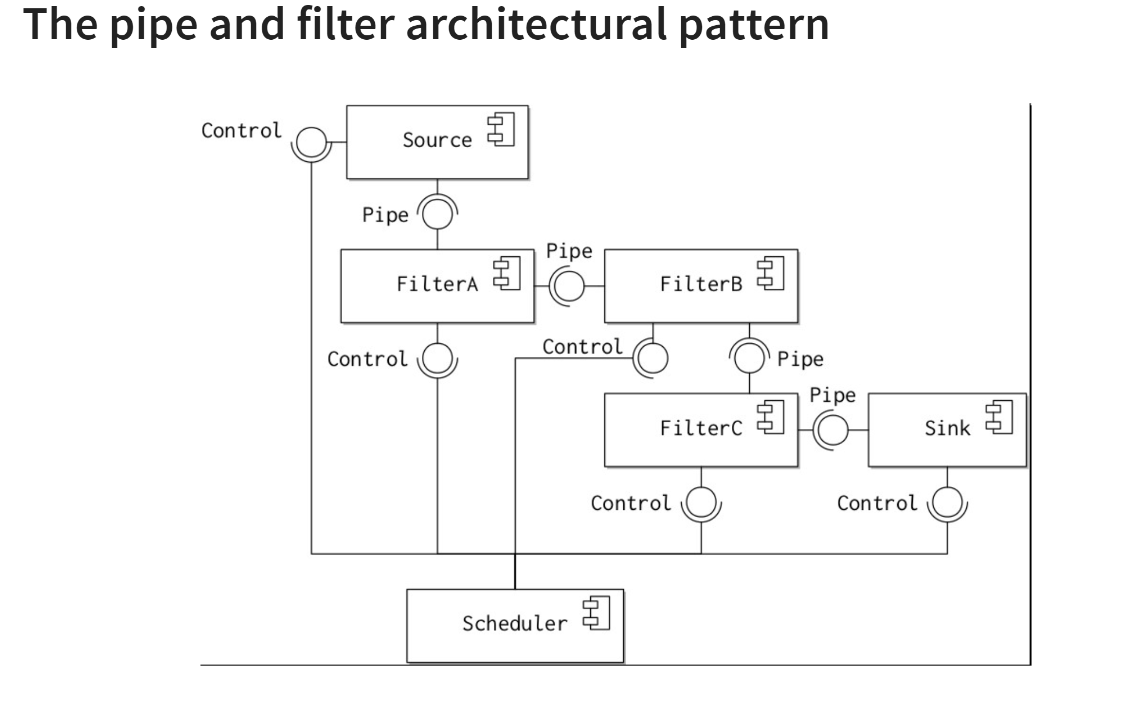 The pipe and filter architectural pattern
Control
Source
Pipe
Pipe
FilterA
FilterB
Control
Control
Pipe
Pipe
FilterC
Sink
Control
Control
Scheduler